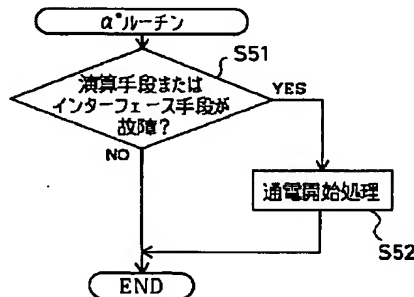 α°ルーチン
S51
演算手段または
インターフェース手段が
故障?
YES
NO
通電開始処理
S52
END